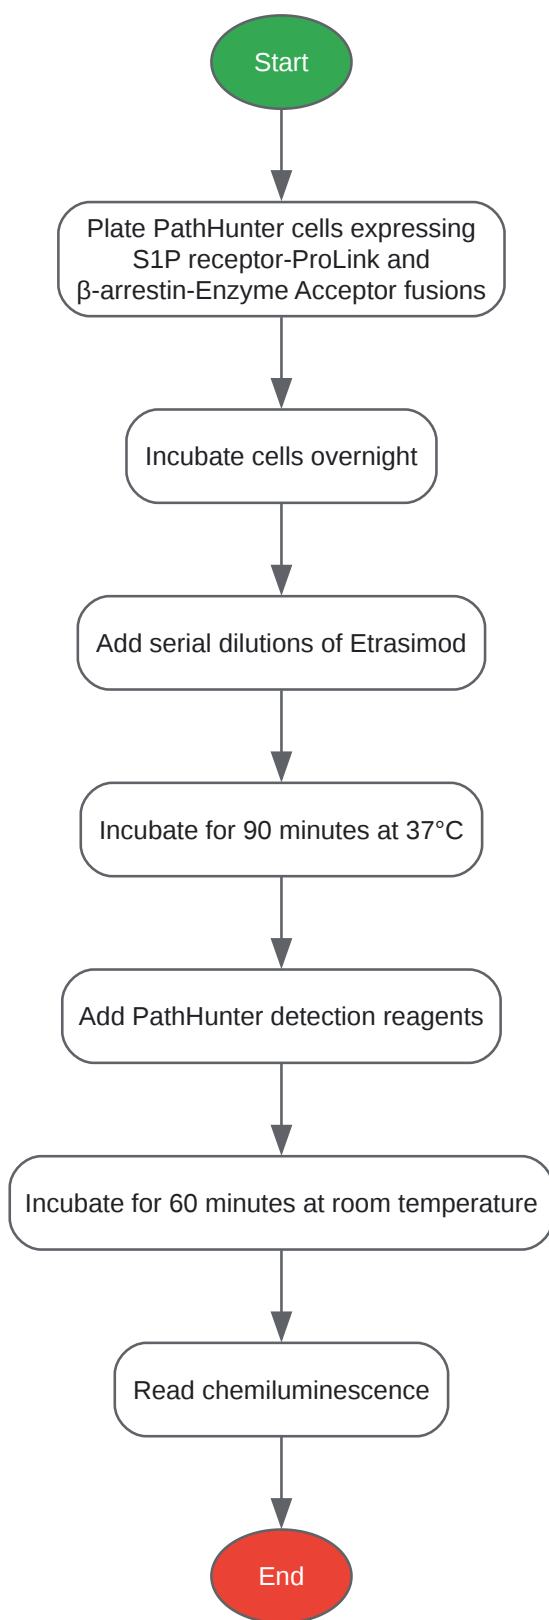 Start
Plate PathHunter cells expressing
S1P receptor-ProLink and
β-arrestin-Enzyme Acceptor fusions
Incubate cells overnight
Add serial dilutions of Etrasimod
Incubate for 90 minutes at 37°C
Add PathHunter detection reagents
Incubate for 60 minutes at room temperature
Read chemiluminescence
End